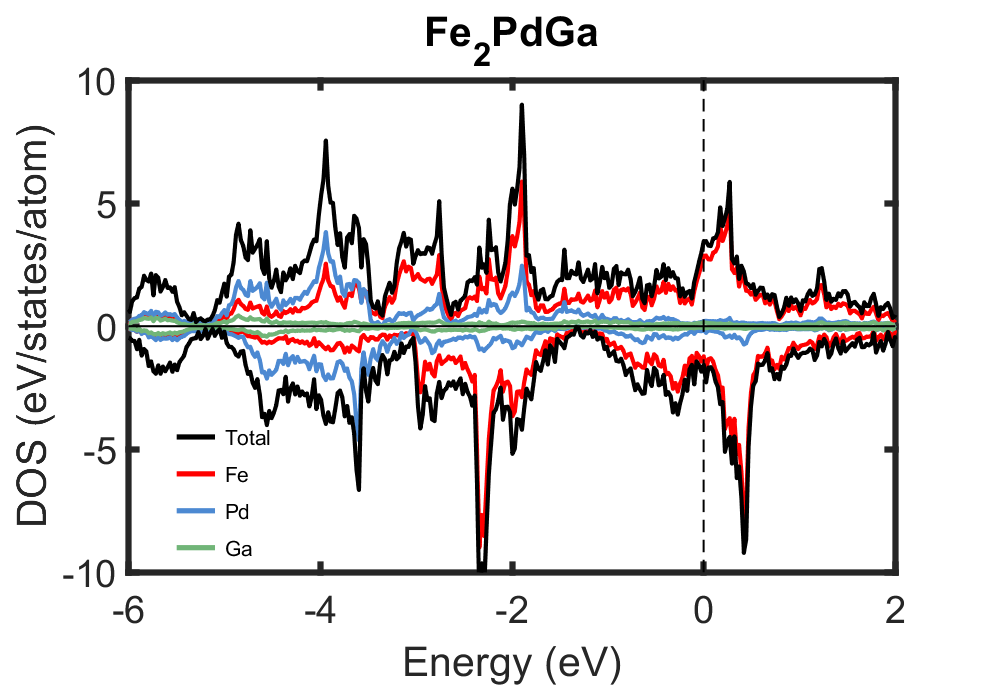 Fe₂PdGa
DOS (eV/states/atom)
10
5
0
-5
-10
Total
Fe
Pd
Ga
-6 -4 -2 0 2
Energy (eV)